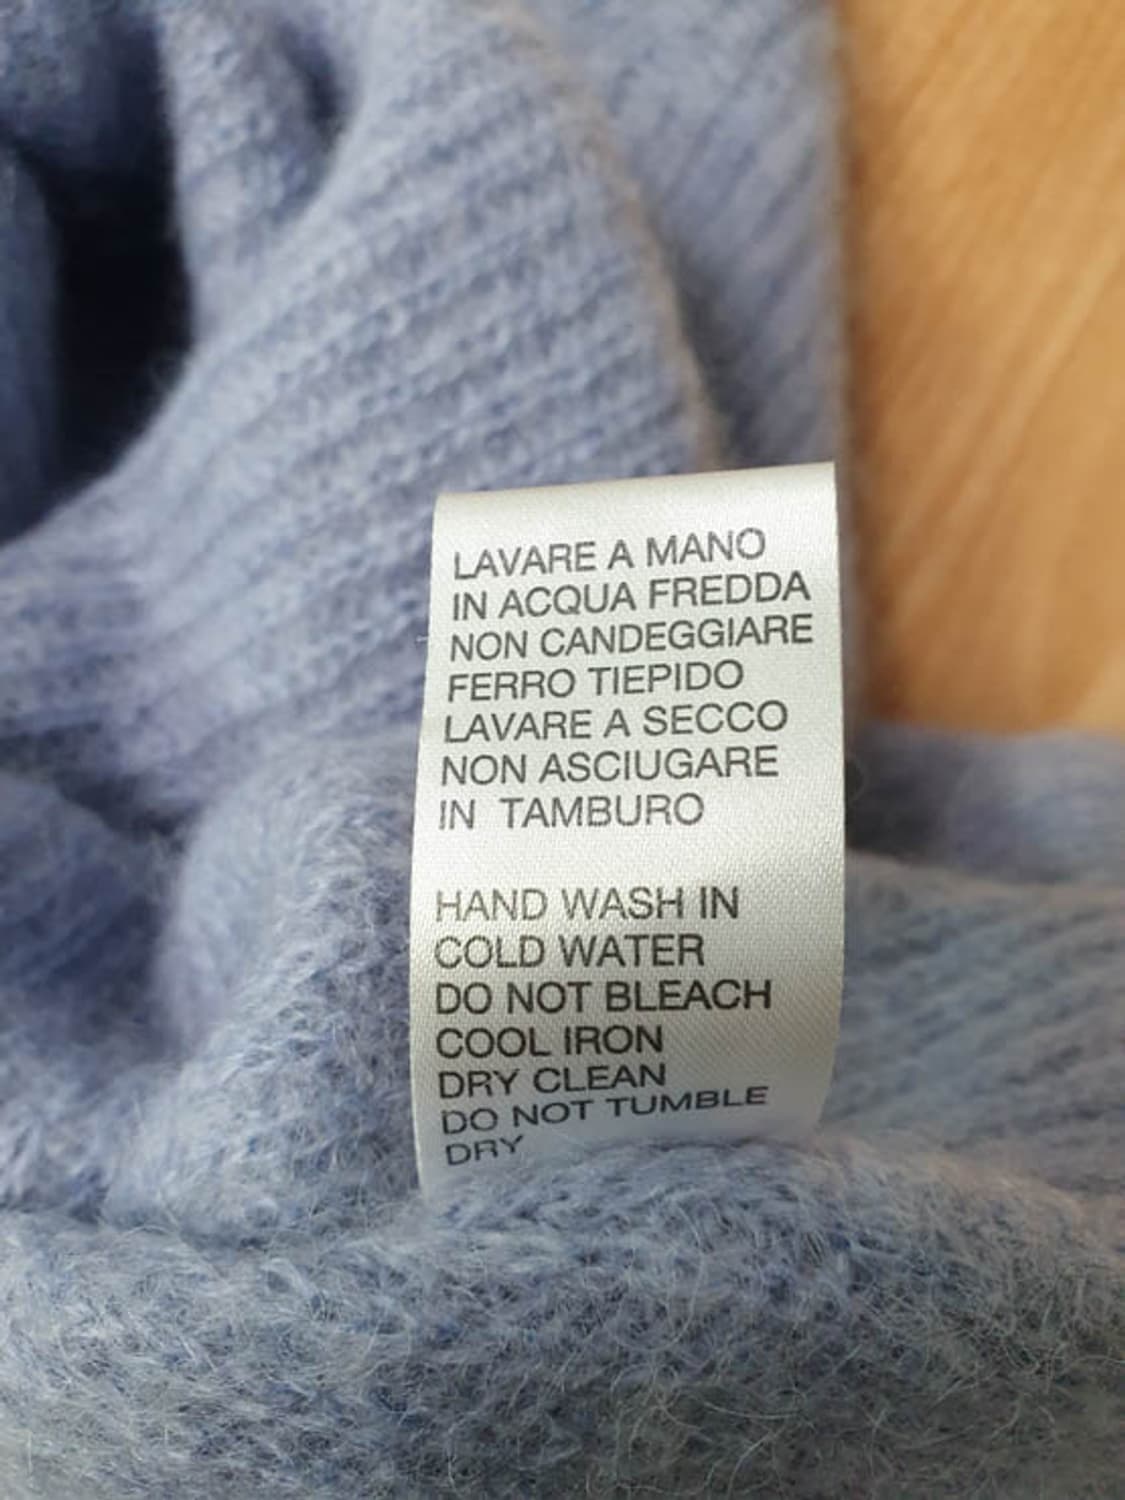 LAVARE A MANO
IN ACQUA FREDDA
NON CANDEGGIARE
FERRO TIEPIDO
LAVARE A SECCO
NON ASCIUGARE
IN TAMBURO
HAND WASH IN
COLD WATER
DO NOT BLEACH
COOL IRON
DRY CLEAN
DO NOT TUMBLE
DRY